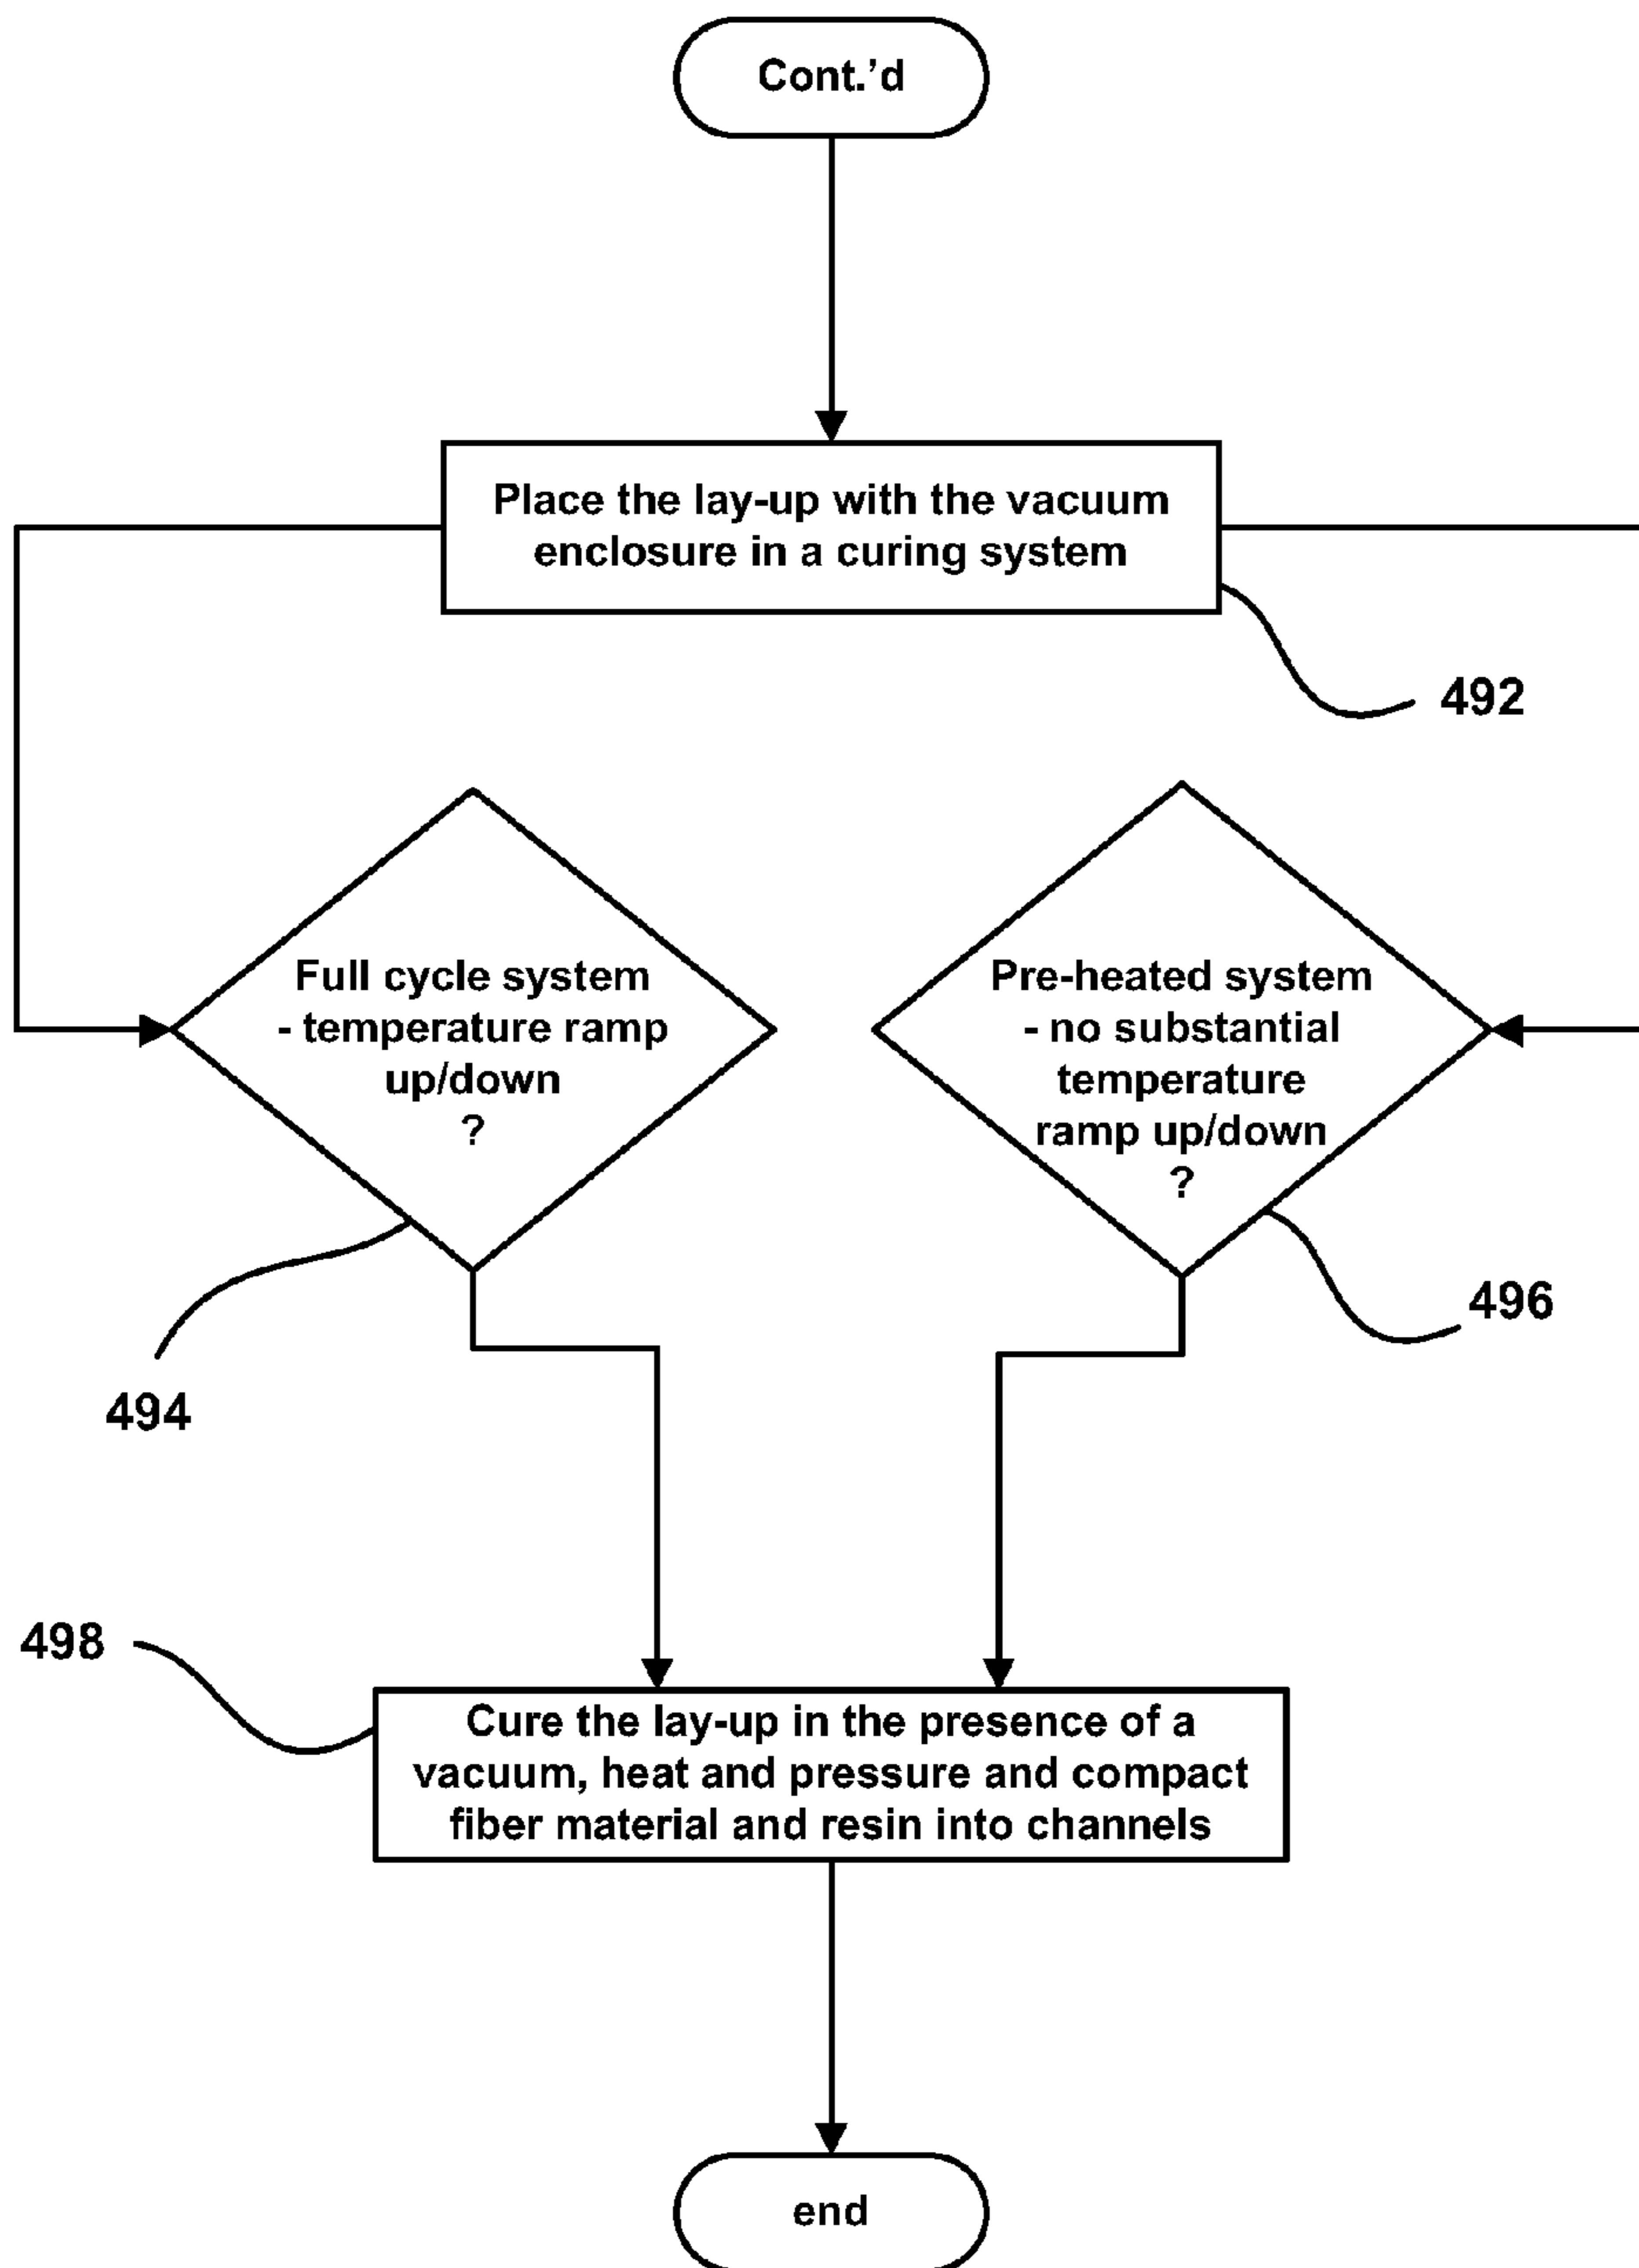 Cont.'d
Place the lay-up with the vacuum
enclosure in a curing system
492
Full cycle system
- temperature ramp
up/down
?
494
Pre-heated system
- no substantial
temperature
ramp up/down
?
496
498
Cure the lay-up in the presence of a
vacuum, heat and pressure and compact
fiber material and resin into channels
end